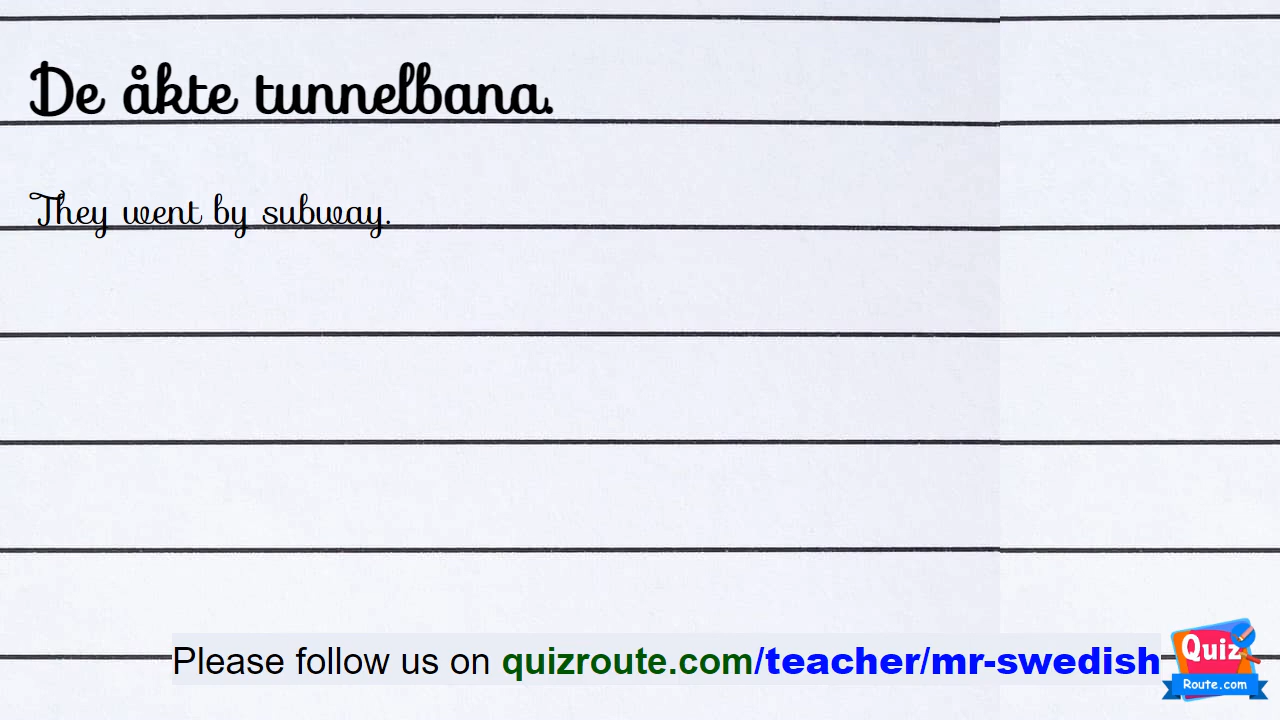 De åkte tunnelbana.
They went by subway.
Please follow us on quizroute.com/teacher/mr-swedish
Quiz
Route.com